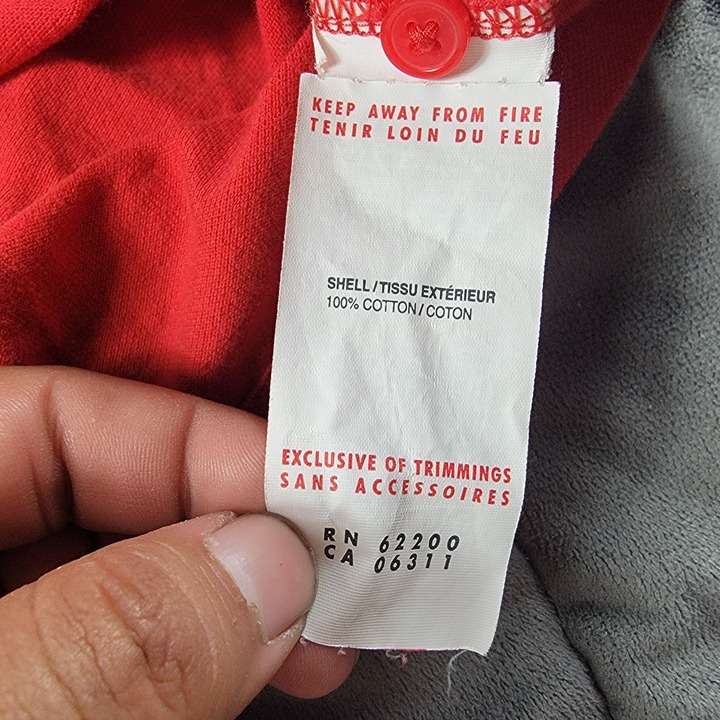 KEEP AWAY FROM FIRE
TENIR LOIN DU FEU
SHELL / TISSU EXTÉRIEUR
100% COTTON / COTON
EXCLUSIVE OF TRIMMINGS
SANS ACCESSOIRES
RN 62200
CA 06311